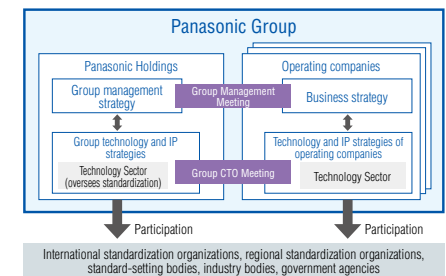 Panasonic Group
Panasonic Holdings
Group management
strategy
Group technology and IP
strategies
Technology Sector
(oversees standardization)
Group Management
Meeting
Group CTO Meeting
Operating companies
Business strategy
Technology and IP strategies of
operating companies
Technology Sector
Participation
Participation
International standardization organizations, regional standardization organizations,
standard-setting bodies, industry bodies, government agencies